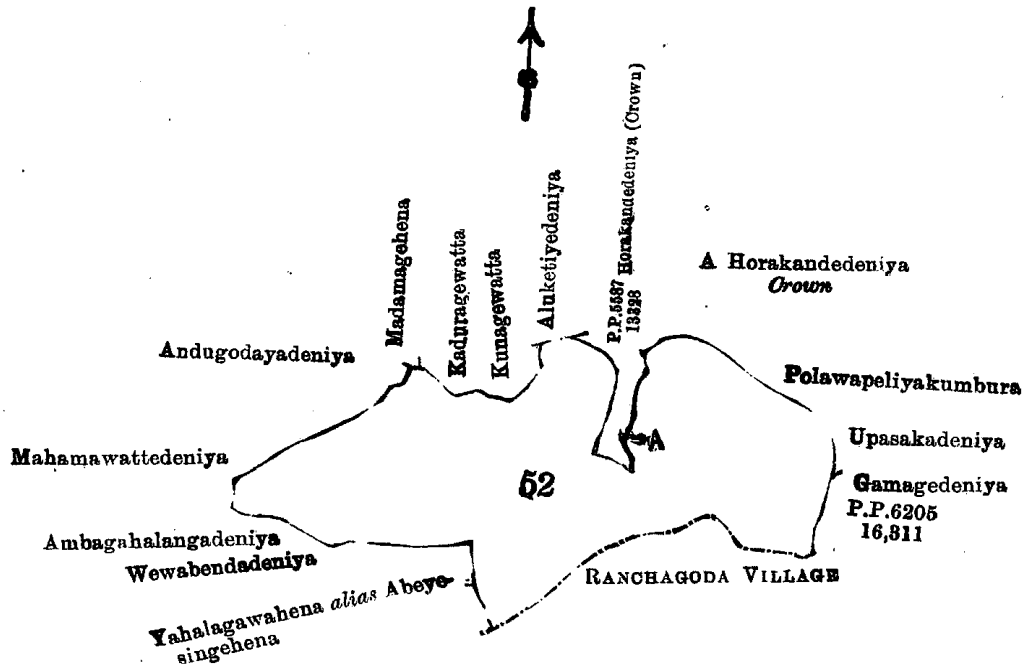 Madamagehena
Kaduragewatta
Kunagewatta
Aluketiyedeniya
P.P.5587 Horakandedeniya (Crown)
13328
A Horakandedeniya
Crown
Andugodayadeniya
Polawapeliyakumbura
Mahamawattedeniya
A
Upasakadeniya
52
Gamagedeniya
P.P.6205
16,311
Ambagahalangadeniya
Wewabendadeniya
RANCHAGODA VILLAGE
Yahalagawahena alias Abeye-
singehena